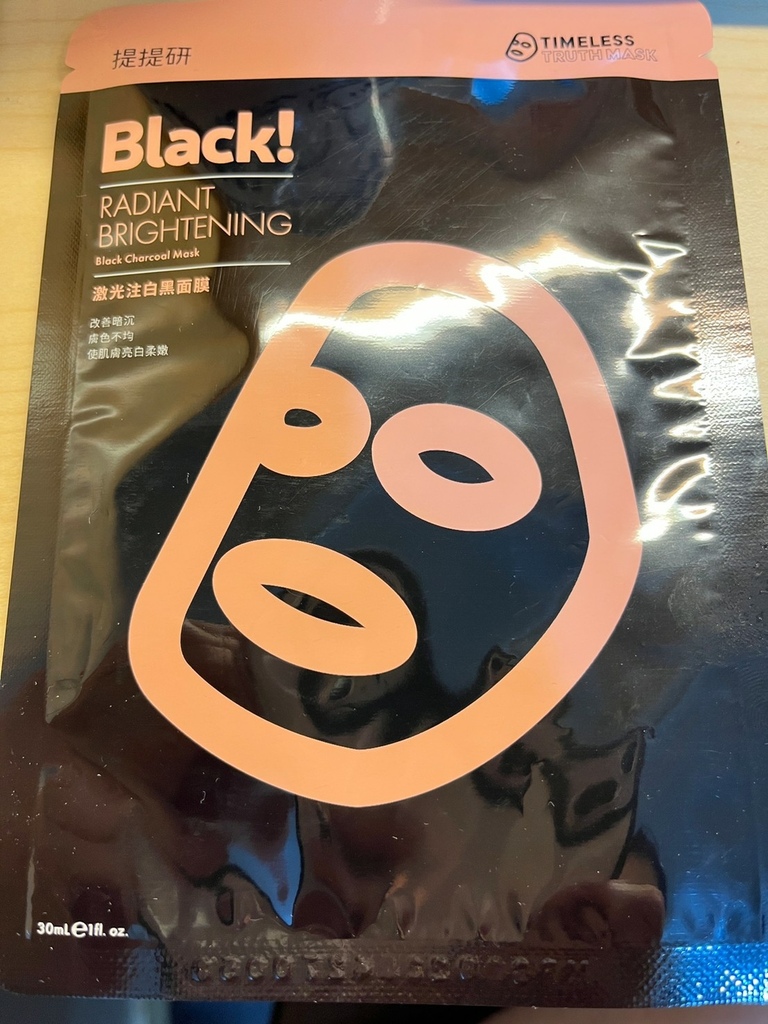 提提研
TIMELESS
TRUTH MASK
Black!
RADIANT
BRIGHTENING
Black Charcoal Mask
激光注白黑面膜
改善暗沉
膚色不均
使肌膚亮白柔嫩
30mL℮1fl. oz.